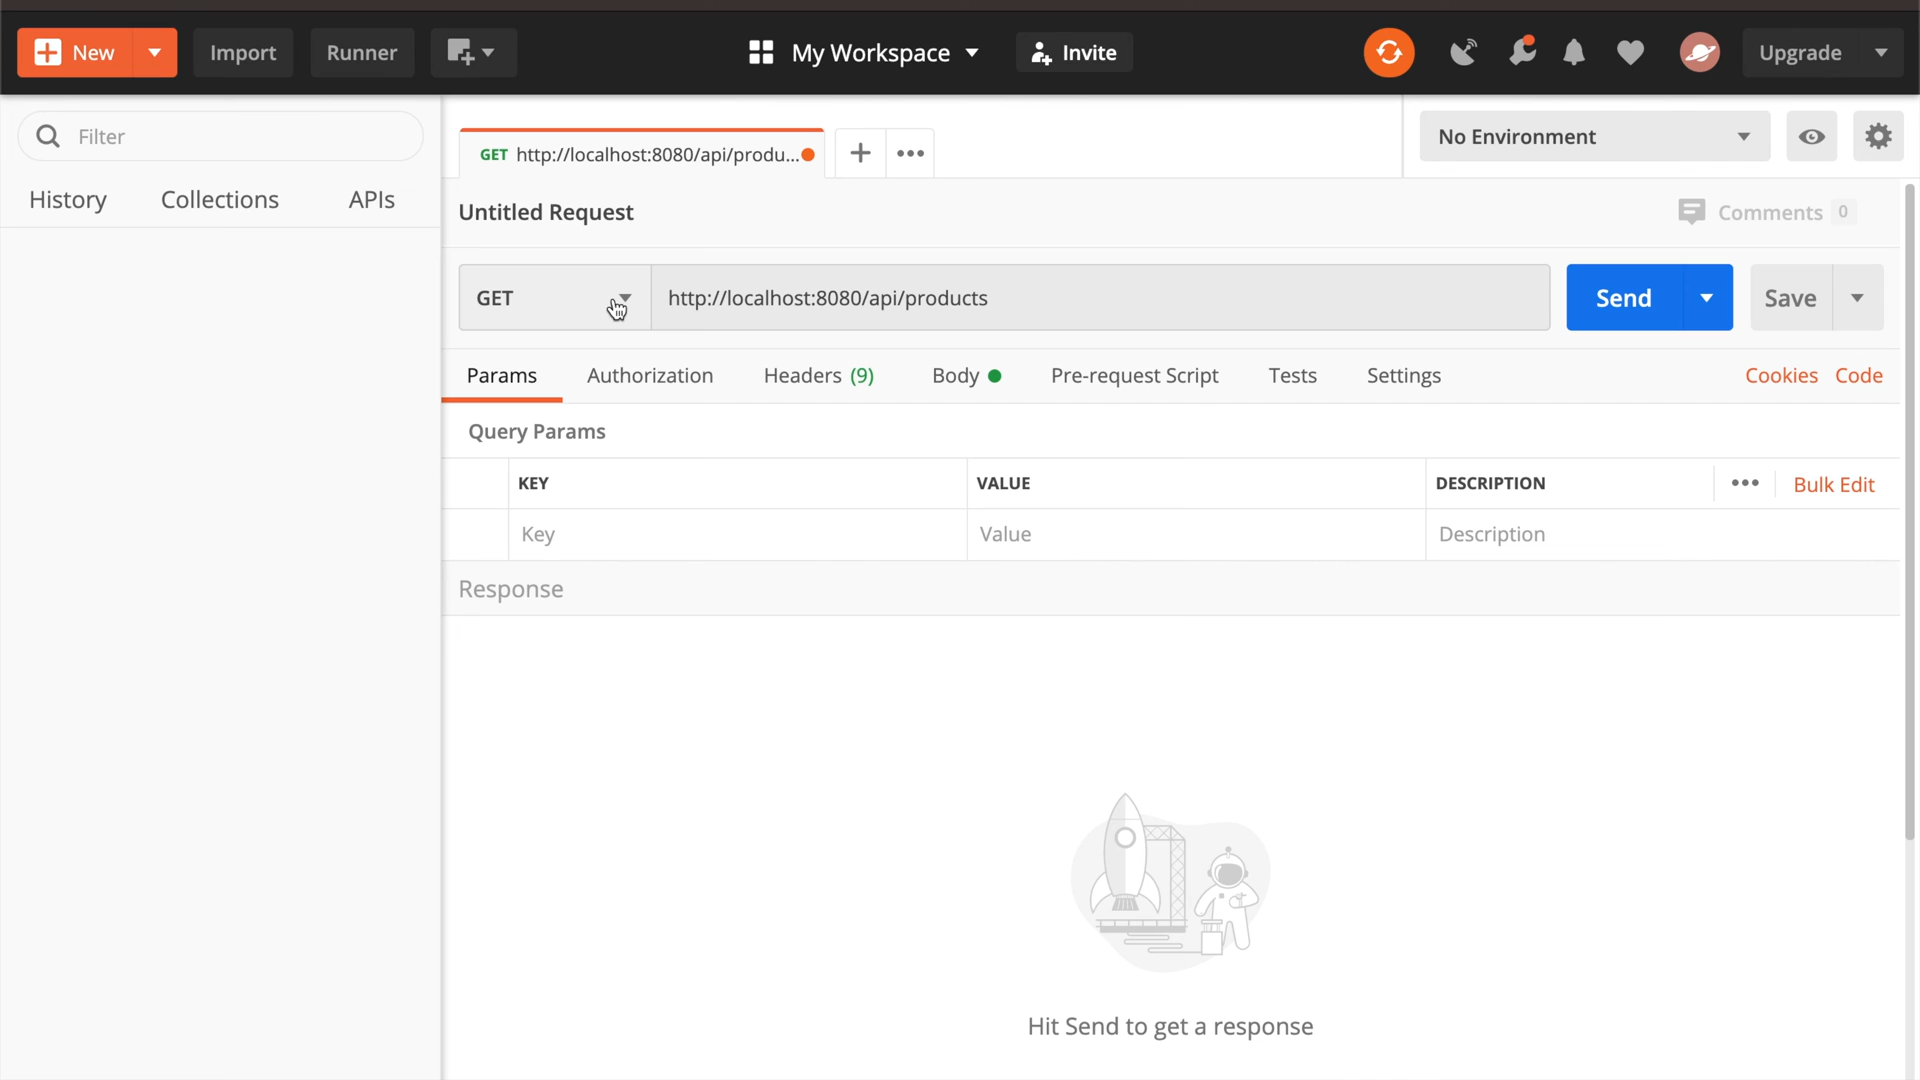 New
Import
Runner
My Workspace
Invite
Upgrade
Filter
GET http://localhost:8080/api/produ...
No Environment
History
Collections
APIs
Untitled Request
Comments 0
GET
http://localhost:8080/api/products
Send
Save
Params
Authorization
Headers (9)
Body
Pre-request Script
Tests
Settings
Cookies
Code
Query Params
KEY
VALUE
DESCRIPTION
Bulk Edit
Key
Value
Description
Response
Hit Send to get a response